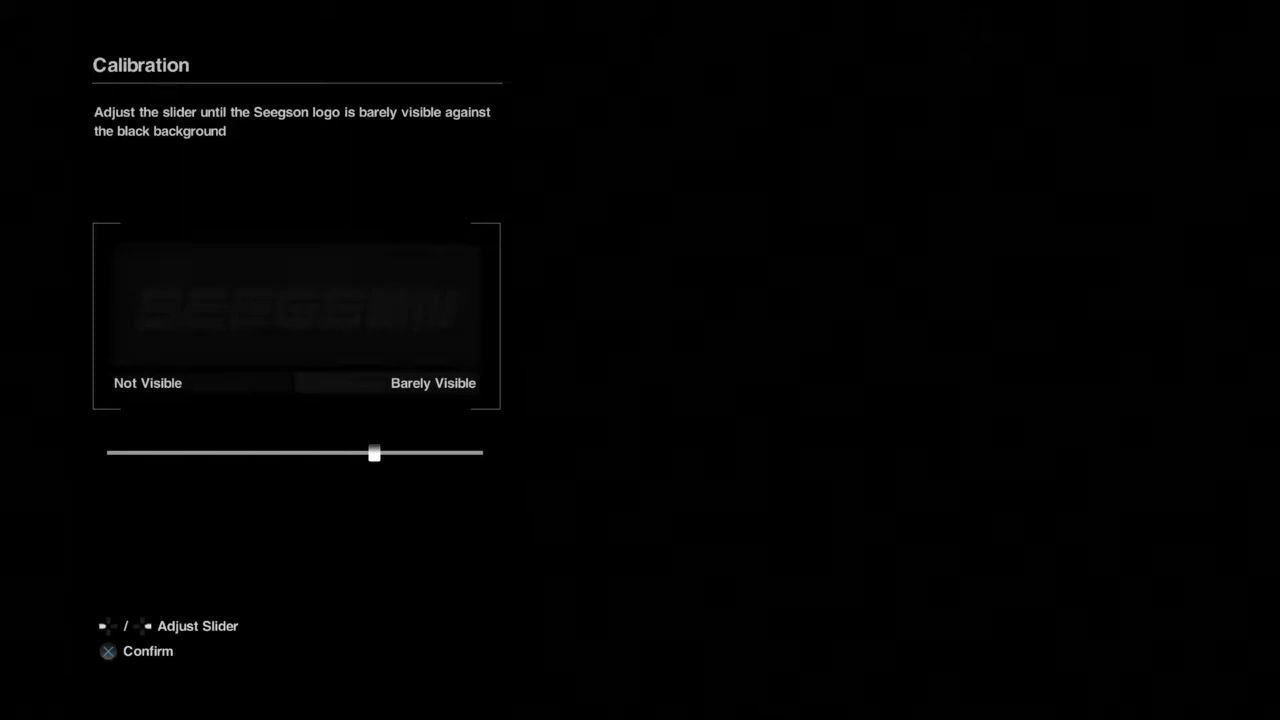 Calibration
Adjust the slider until the Seegson logo is barely visible against
the black background
SEEGSON
Not Visible
Barely Visible
/ Adjust Slider
Confirm